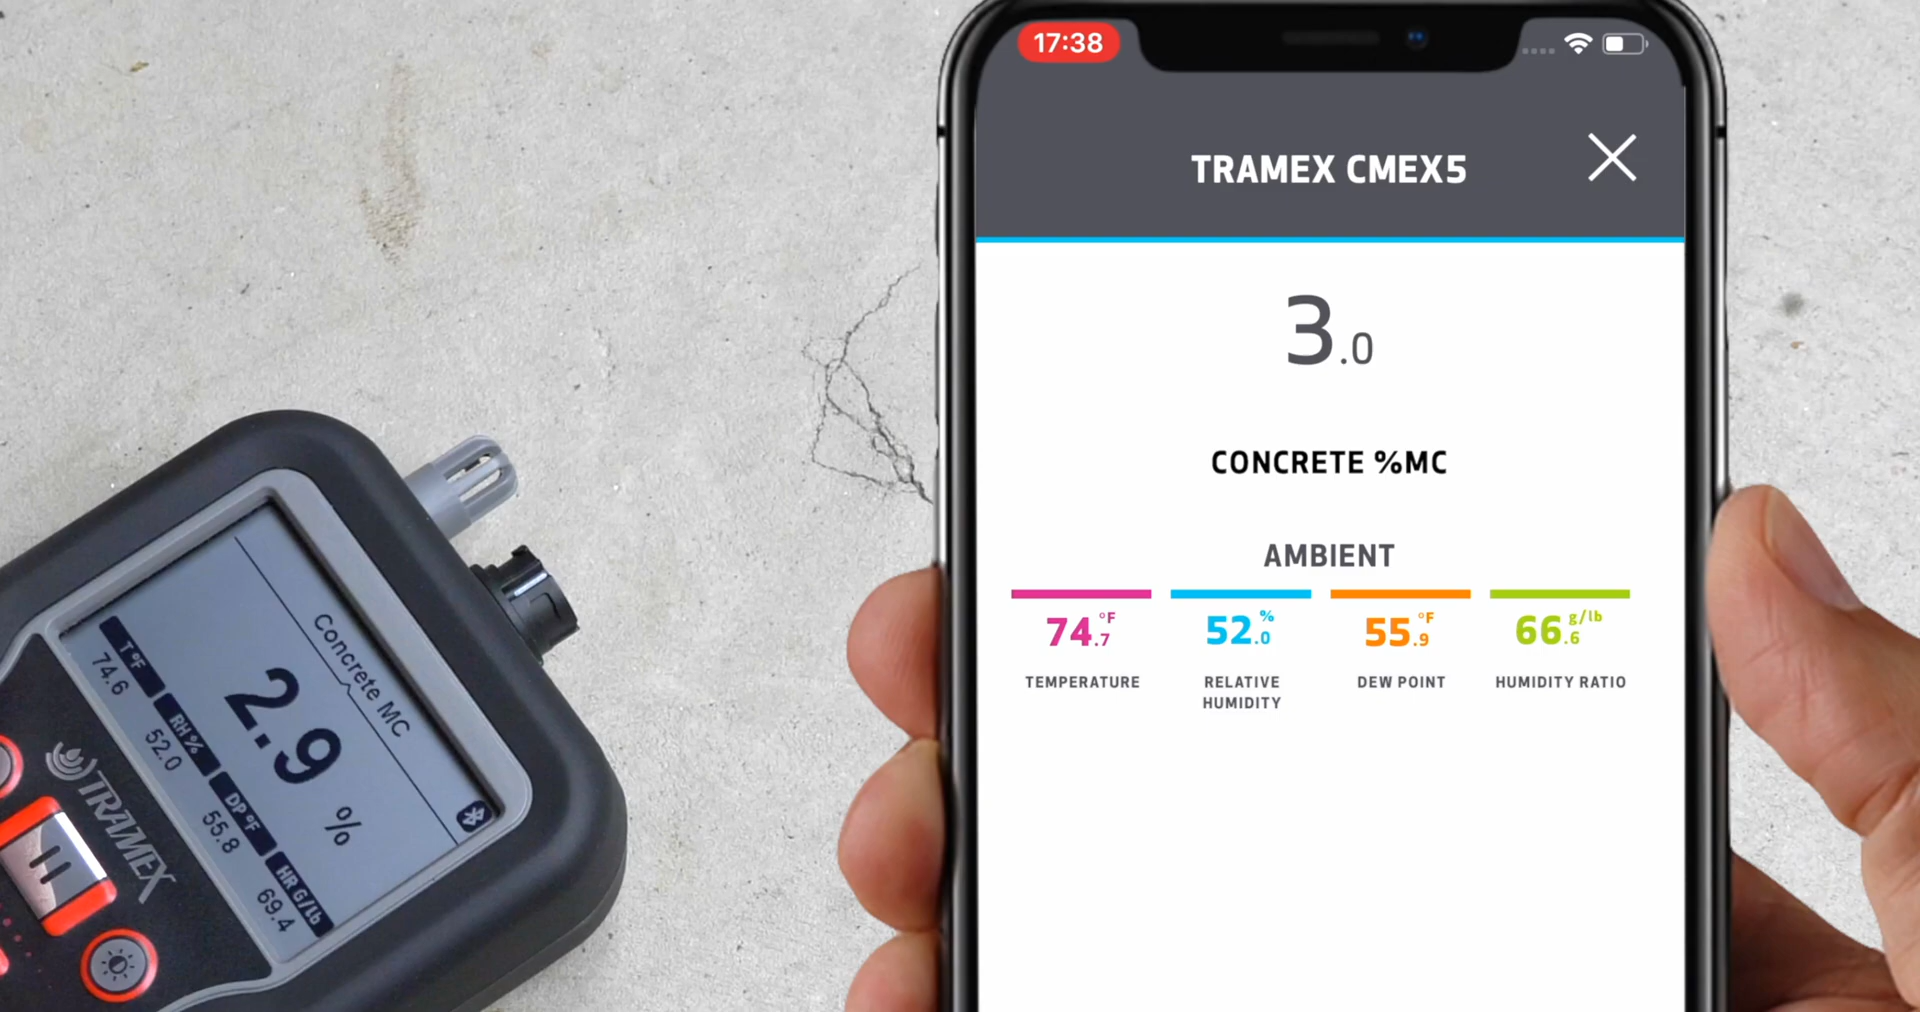 17:38
TRAMEX CMEX5
3.0
CONCRETE %MC
AMBIENT
74.7 °F
52.0 %
55.9 °F
66.6 g/lb
TEMPERATURE
RELATIVE
HUMIDITY
DEW POINT
HUMIDITY RATIO
Concrete MC
2.9 %
T °F
RH %
DP °F
HR G/lb
74.6
52.0
55.8
69.4
TRAMEX